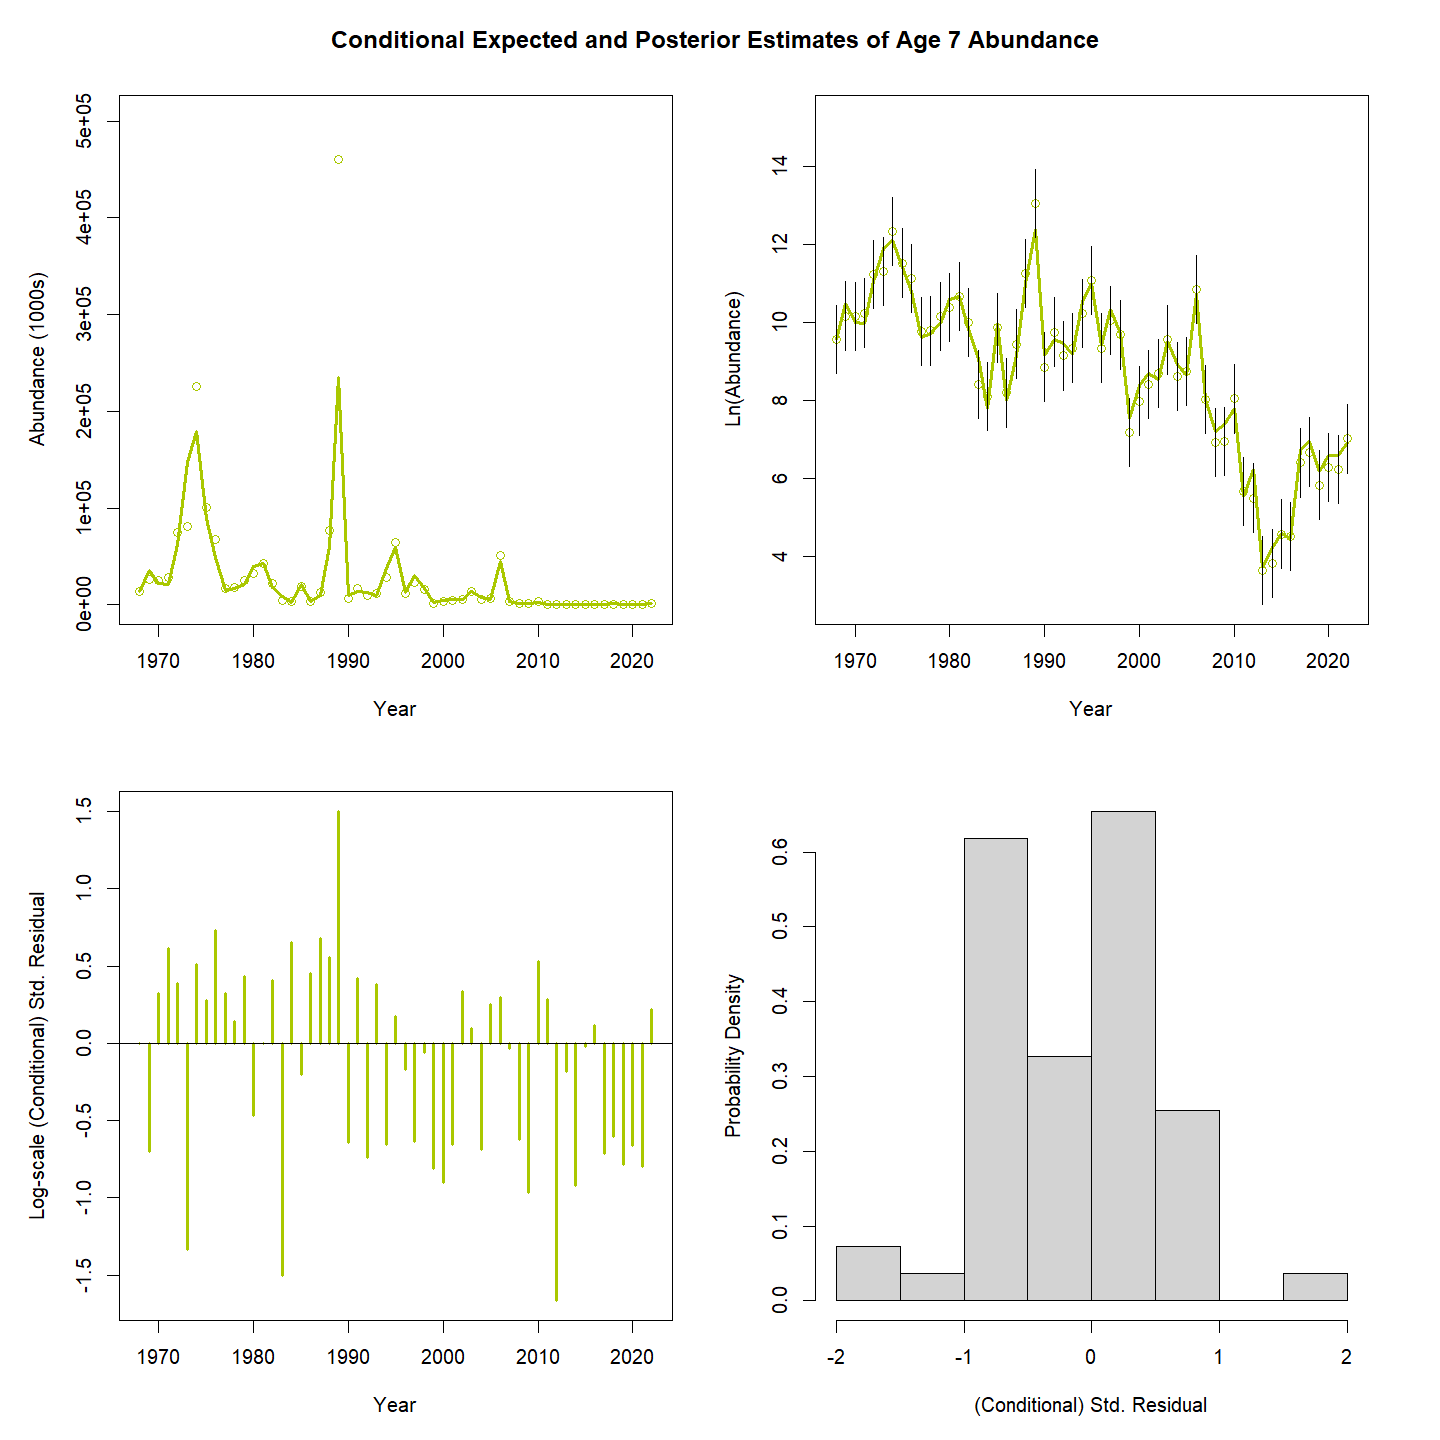 Conditional Expected and Posterior Estimates of Age 7 Abundance
Abundance (1000s)
5e+05
4e+05
3e+05
2e+05
1e+05
0e+00
1970 1980 1990 2000 2010 2020
Year
Ln(Abundance)
14
12
10
8
6
4
1970 1980 1990 2000 2010 2020
Year
Log-scale (Conditional) Std. Residual
1.5
1.0
0.5
0.0
-0.5
-1.0
-1.5
1970 1980 1990 2000 2010 2020
Year
Probability Density
0.6
0.5
0.4
0.3
0.2
0.1
0.0
-2 -1 0 1 2
(Conditional) Std. Residual